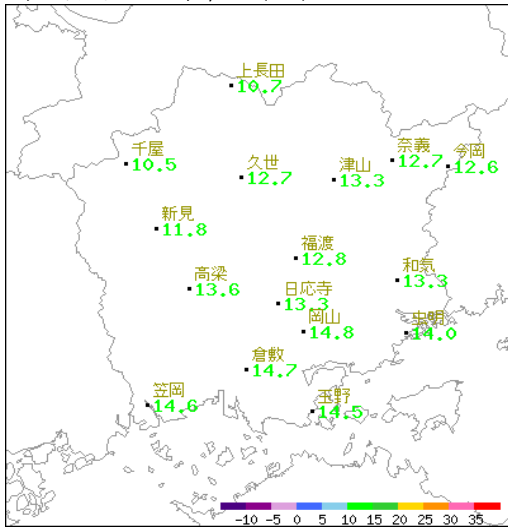 上長田
10.7
千屋
10.5
久世
12.7
津山
13.3
奈義
12.7
今岡
12.6
新見
11.8
福渡
12.8
和気
13.3
高梁
13.6
日応寺
13.3
岡山
14.8
虫明
14.0
倉敷
14.7
笠岡
14.6
玉野
14.5
-10 -5 0 5 10 15 20 25 30 35